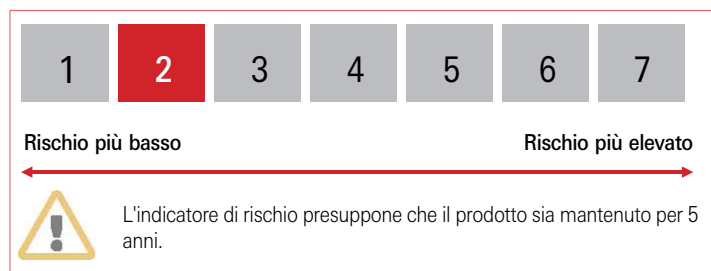 1 2 3 4 5 6 7
Rischio più basso Rischio più elevato
L'indicatore di rischio presuppone che il prodotto sia mantenuto per 5
anni.